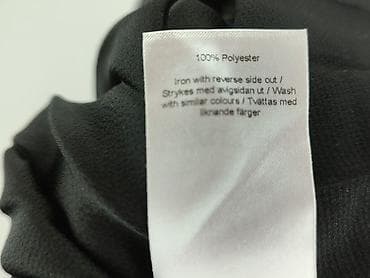 100% Polyester
Iron with reverse side out /
Strykes med avigsidan ut / Wash
with similar colours / Tvättas med
liknande färger